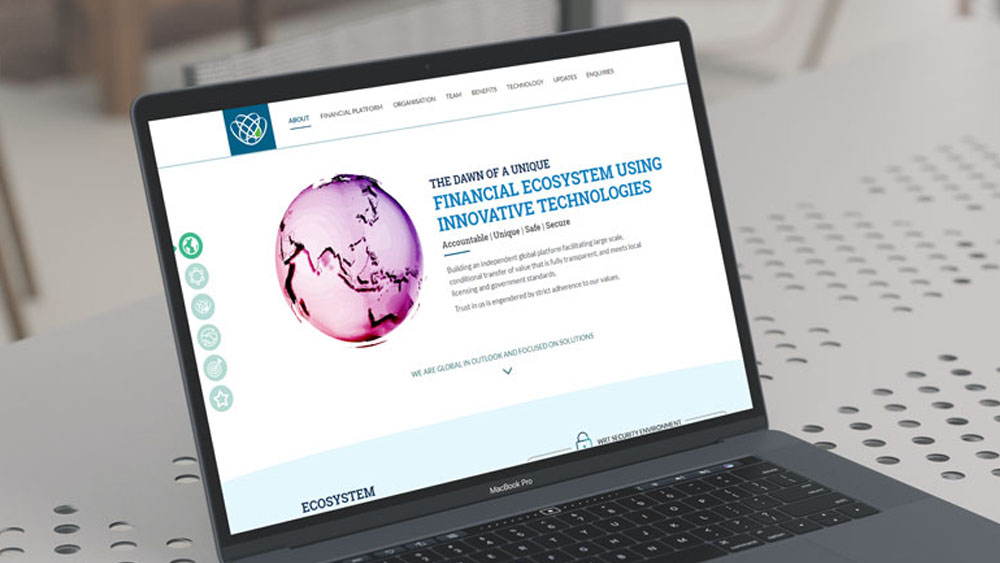 ABOUT FINANCIAL PLATFORM ORGANISATION TEAM BENEFITS TECHNOLOGY UPDATES ENQUIRIES
THE DAWN OF A UNIQUE
FINANCIAL ECOSYSTEM USING
INNOVATIVE TECHNOLOGIES
Accountable | Unique | Safe | Secure
Building an Independent global platform facilitating large scale,
conditional transfer of value that is fully transparent, and meets local
licensing and government standards.
Trust in us is engendered by strict adherence to our values.
WE ARE GLOBAL IN OUTLOOK AND FOCUSED ON SOLUTIONS
WRT SECURITY ENVIRONMENT
ECOSYSTEM
MacBook Pro